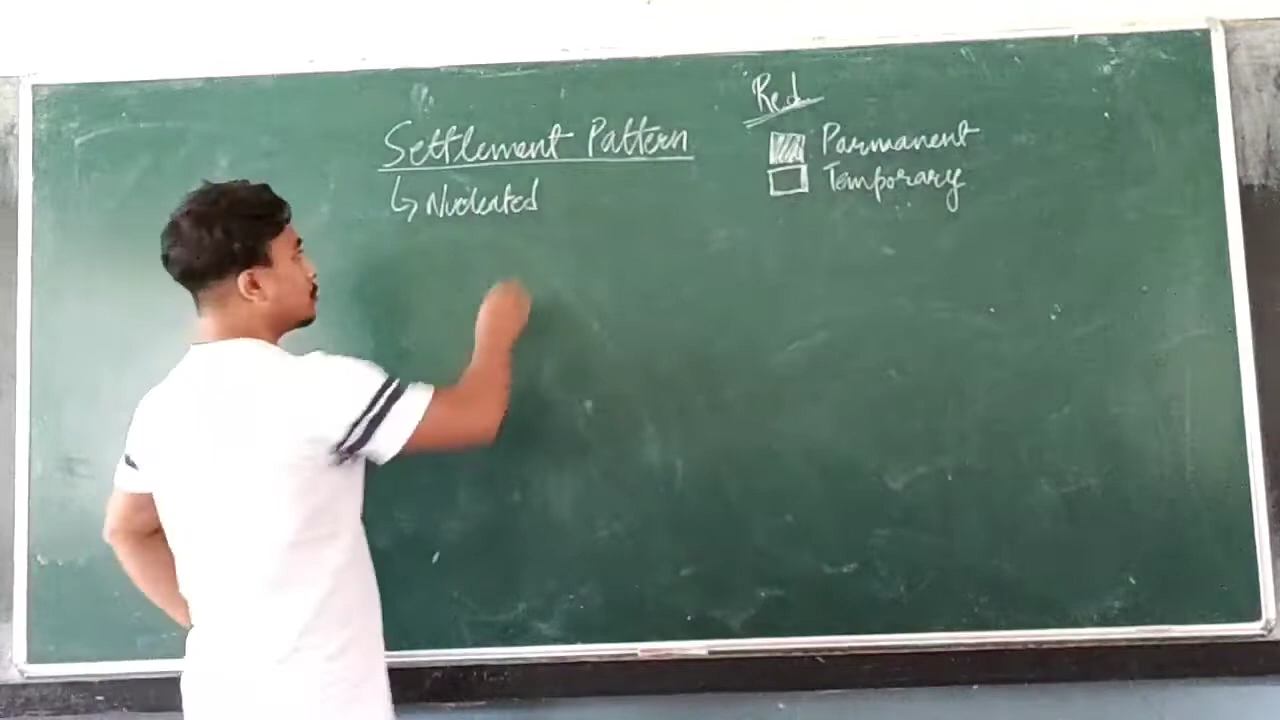 Settlement Pattern
↳ Nucleated
Red
Parmanent
Temporary